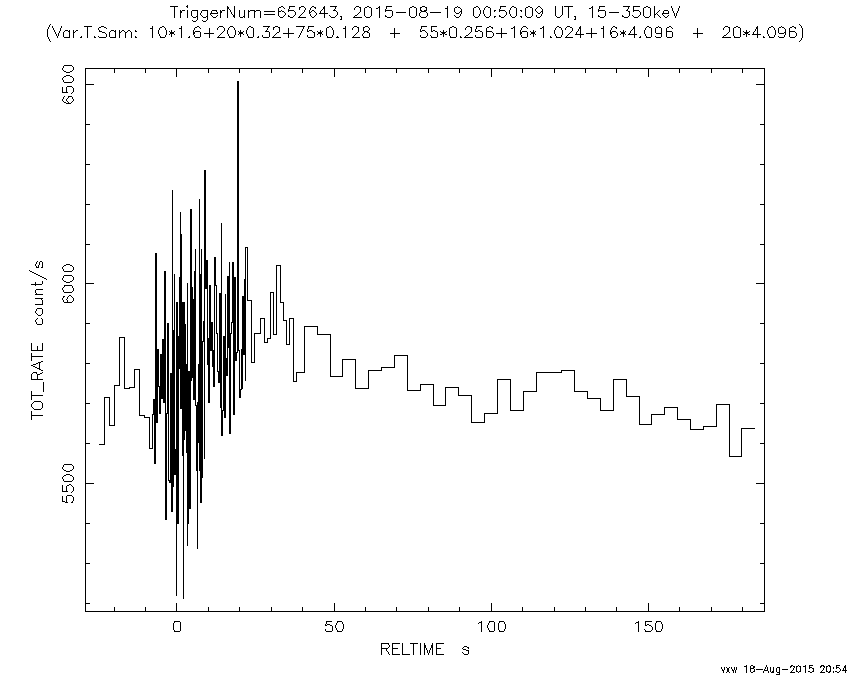 TriggerNum=652643, 2015-08-19 00:50:09 UT, 15-350keV
(Var.T.Sam: 10*1.6+20*0.32+75*0.128 + 55*0.256+16*1.024+16*4.096 + 20*4.096)
6500
6000
5500
TOT_RATE count/s
0 50 100 150
RELTIME s
vxw 18-Aug-2015 20:54